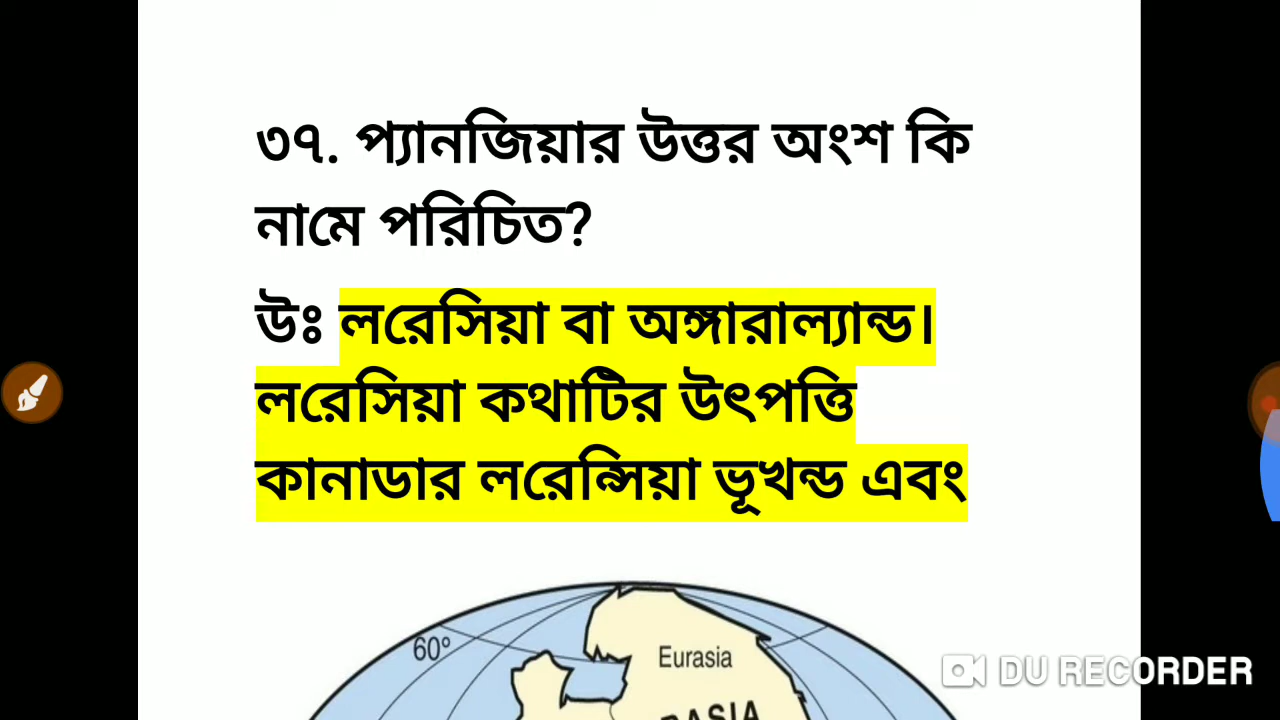 ৩৭. প্যানজিয়ার উত্তর অংশ কি
নামে পরিচিত?
উঃ লরেসিয়া বা অঙ্গারাল্যান্ড।
লরেসিয়া কথাটির উৎপত্তি
কানাডার লরেন্সিয়া ভূখন্ড এবং
60°
Eurasia
DU RECORDER